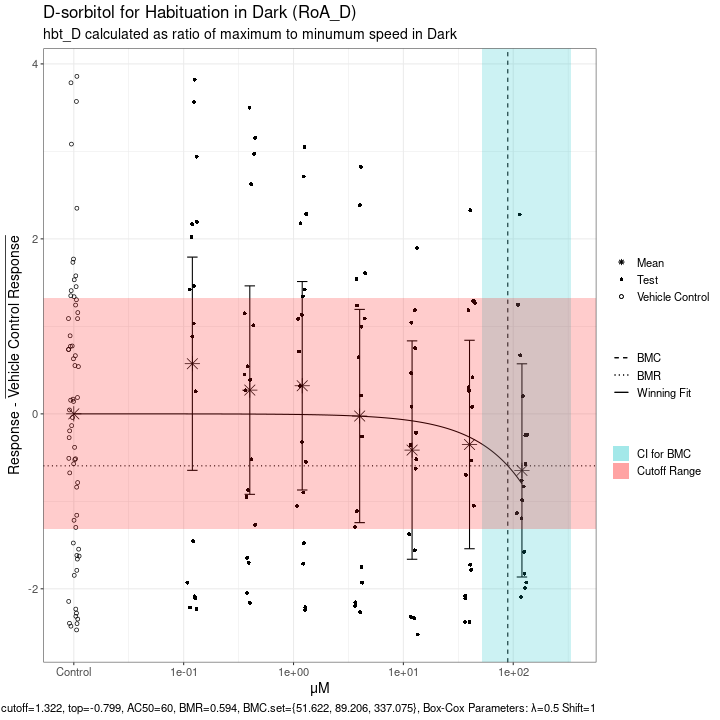 D-sorbitol for Habituation in Dark (RoA_D)
hbt_D calculated as ratio of maximum to minumum speed in Dark
Response - Vehicle Control Response
4
2
0
-2
Control
1e-01
1e+00
1e+01
1e+02
μM
Mean
Test
Vehicle Control
BMC
BMR
Winning Fit
CI for BMC
Cutoff Range
cutoff=1.322, top=-0.799, AC50=60, BMR=0.594, BMC.set={51.622, 89.206, 337.075}, Box-Cox Parameters: λ=0.5 Shift=1